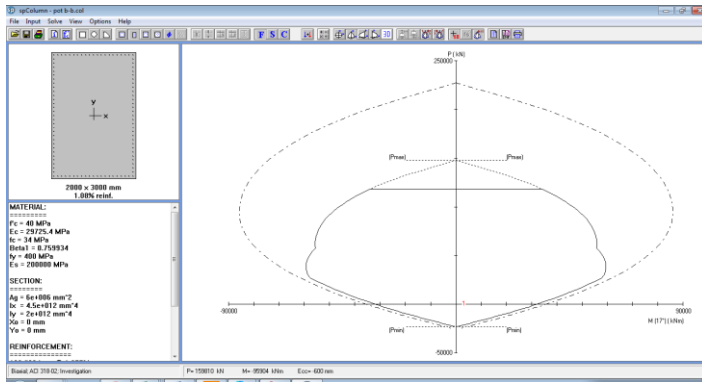 spColumn - pot b-b.col
File Input Solve View Options Help
F S C
3D
y
x
2000 x 3000 mm
1.00% reinf.
MATERIAL:
=========
f'c = 40 MPa
Ec = 29725.4 MPa
fc = 34 MPa
Beta1 = 0.759934
fy = 400 MPa
Es = 200000 MPa
SECTION:
========
Ag = 6e+006 mm^2
Ix = 4.5e+012 mm^4
Iy = 2e+012 mm^4
Xo = 0 mm
Yo = 0 mm
REINFORCEMENT:
==============
P ( kN)
250000
(Pmax)
(Pmax)
-90000
90000
M (17°) ( kNm)
(Pmin)
(Pmin)
-50000
Biaxial; ACI 318-02; Investigation
P= 159810 kN M= -95904 kNm Ecc= -600 mm